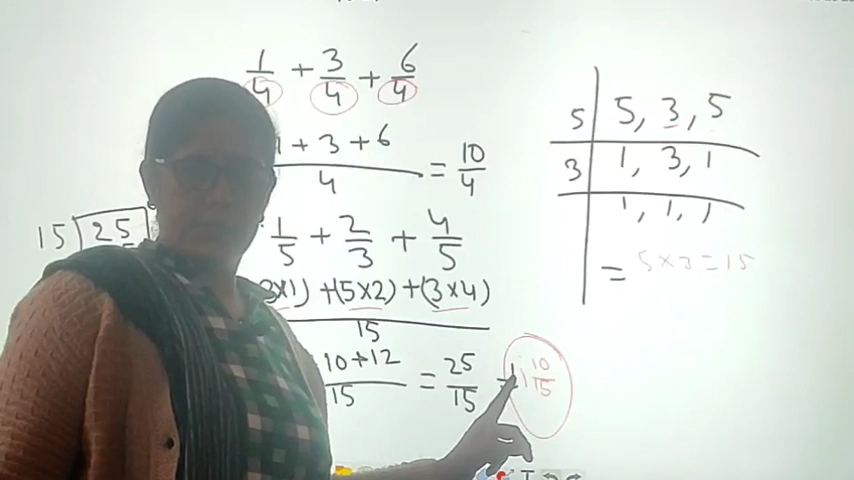 1/4 + 3/4 + 6/4
1 + 3 + 6 / 4 = 10/4
15 25
1/5 + 2/3 + 4/5
3×1) + (5×2) + (3×4) / 15
10 + 12 / 15 = 25/15 = 1 10/15
5 | 5, 3, 5
3 | 1, 3, 1
1, 1, 1
= 5×3=15